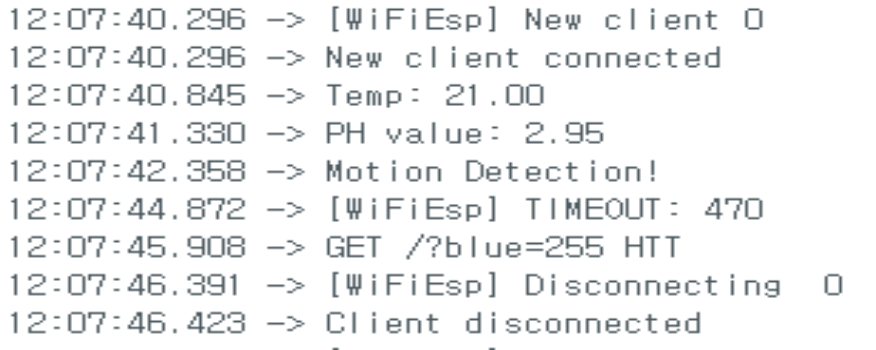 12:07:40.296 -> [WiFiEsp] New client 0
12:07:40.296 -> New client connected
12:07:40.845 -> Temp: 21.00
12:07:41.330 -> PH value: 2.95
12:07:42.358 -> Motion Detection!
12:07:44.872 -> [WiFiEsp] TIMEOUT: 470
12:07:45.908 -> GET /?blue=255 HTT
12:07:46.391 -> [WiFiEsp] Disconnecting  0
12:07:46.423 -> Client disconnected